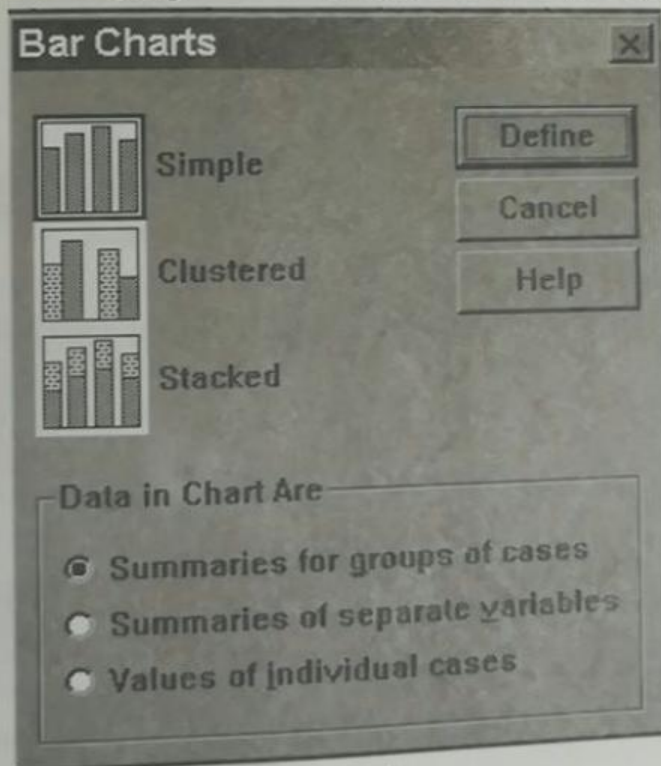 Bar Charts
Simple
Clustered
Stacked
Define
Cancel
Help
Data in Chart Are
Summaries for groups of cases
Summaries of separate variables
Values of individual cases